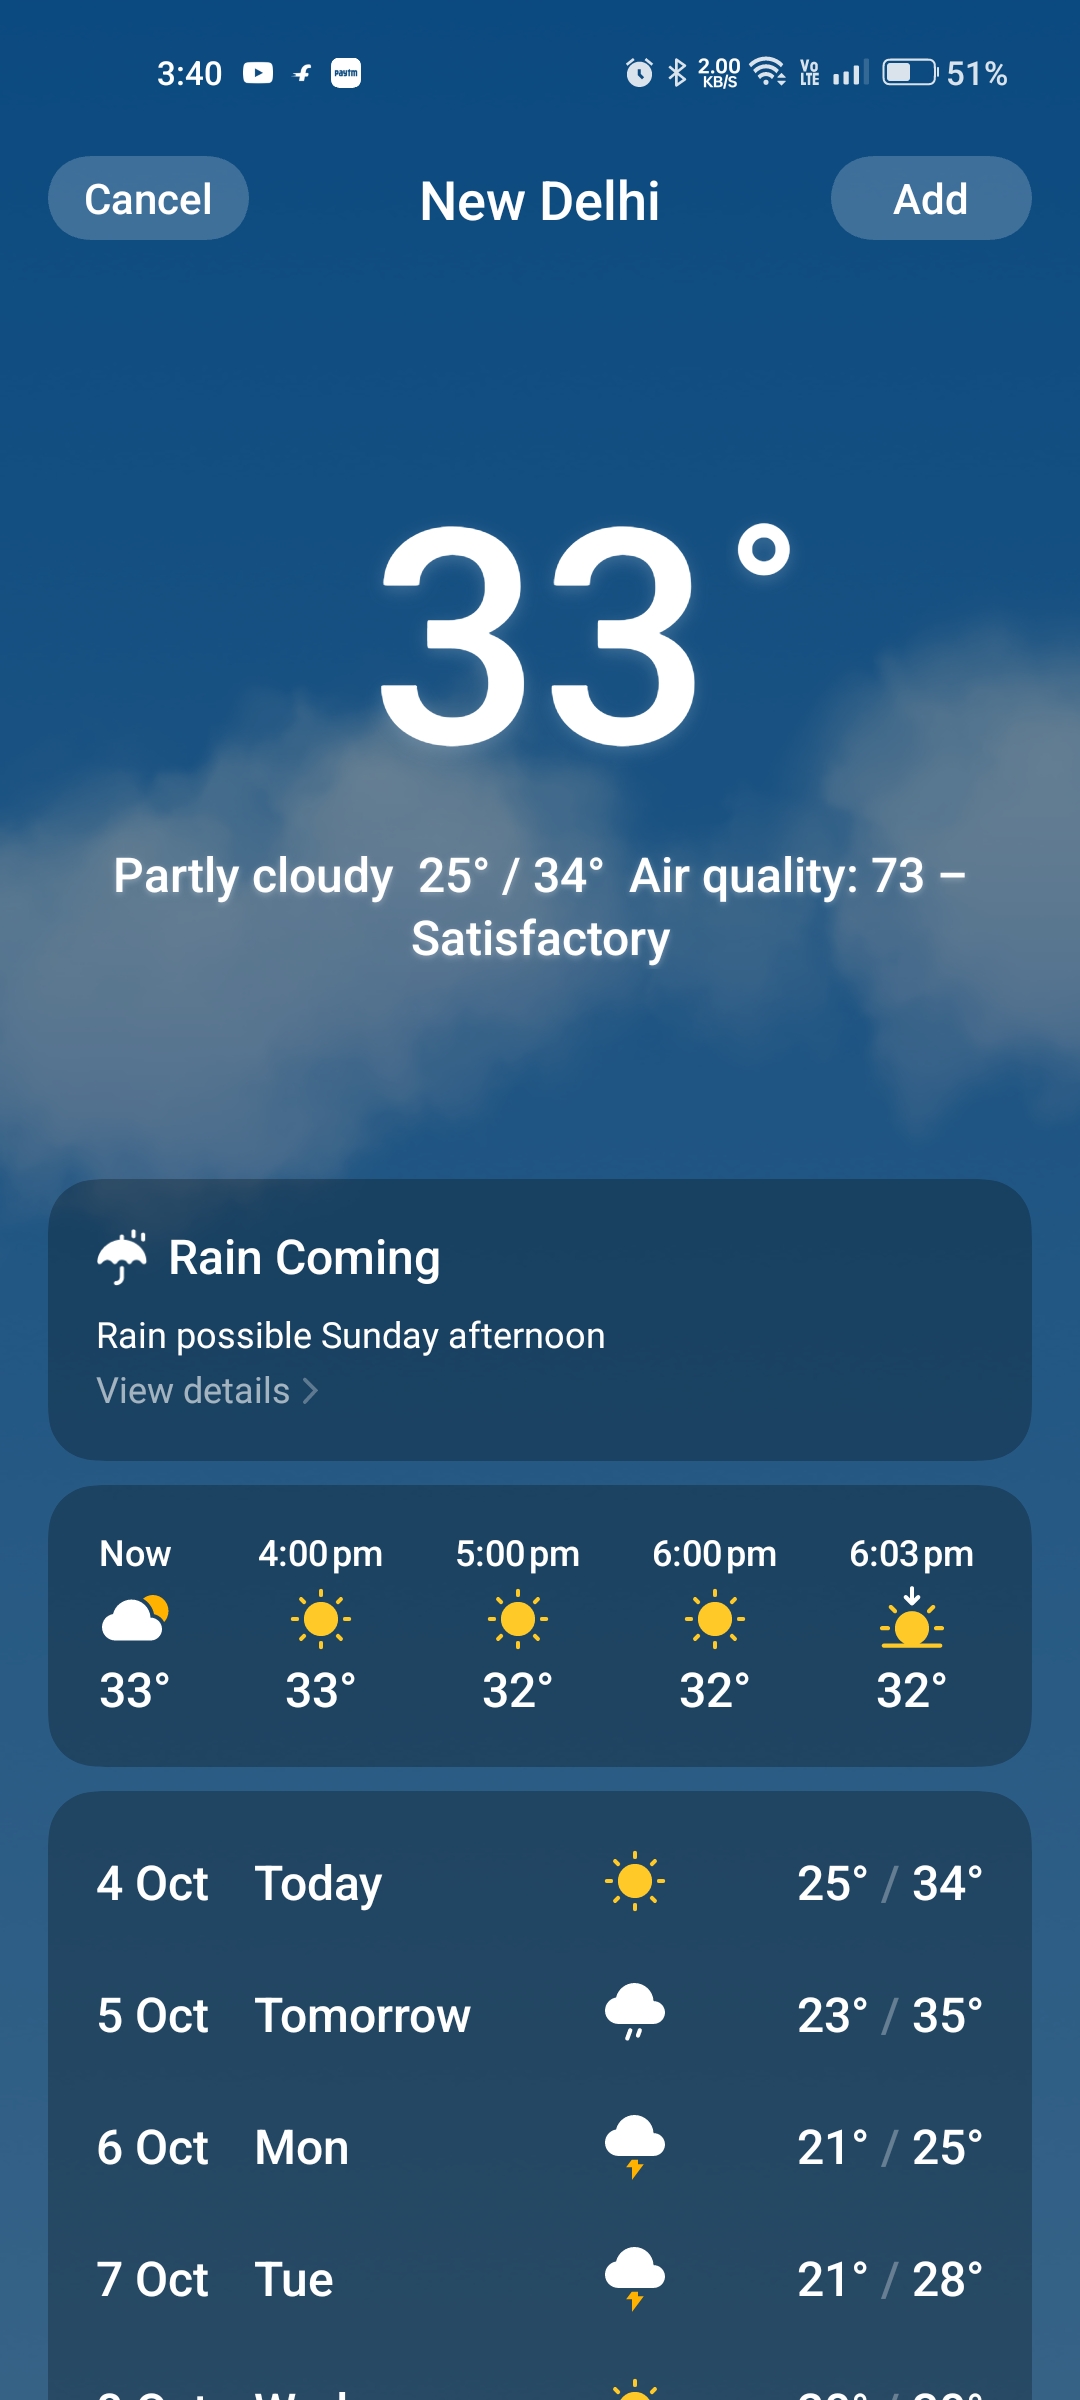 3:40 paytm 2.00 KB/S Vo LTE 51%
Cancel New Delhi Add
33°
Partly cloudy 25° / 34° Air quality: 73 –
Satisfactory
Rain Coming
Rain possible Sunday afternoon
View details >
Now 4:00 pm 5:00 pm 6:00 pm 6:03 pm
33° 33° 32° 32° 32°
4 Oct Today 25° / 34°
5 Oct Tomorrow 23° / 35°
6 Oct Mon 21° / 25°
7 Oct Tue 21° / 28°